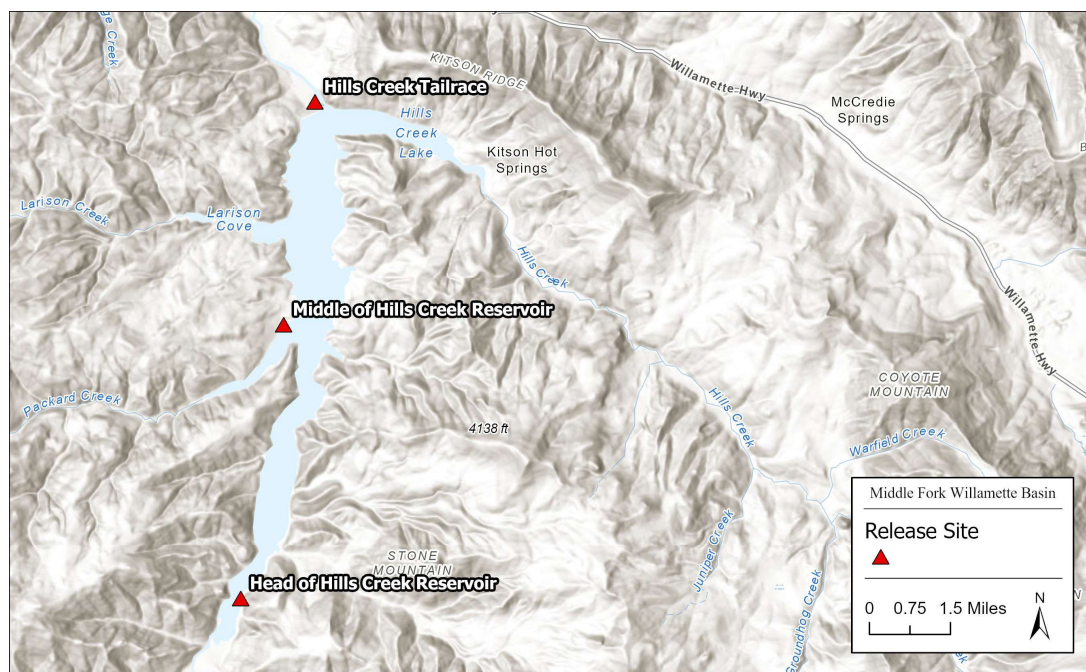 Willamette-Hwy
KITSON RIDGE
Hills Creek Tailrace
McCredie
Springs
Hills
Creek
Lake
Kitson Hot
Springs
Larison Creek
Larison
Cove
Hills Creek
Middle of Hills Creek Reservoir
Willamette-Hwy
Packard Creek
COYOTE
MOUNTAIN
Hills Creek
4138 ft
Warfield Creek
Juniper Creek
STONE
MOUNTAIN
Head of Hills Creek Reservoir
Groundhog Creek
Middle Fork Willamette Basin
Release Site
0 0.75 1.5 Miles
N